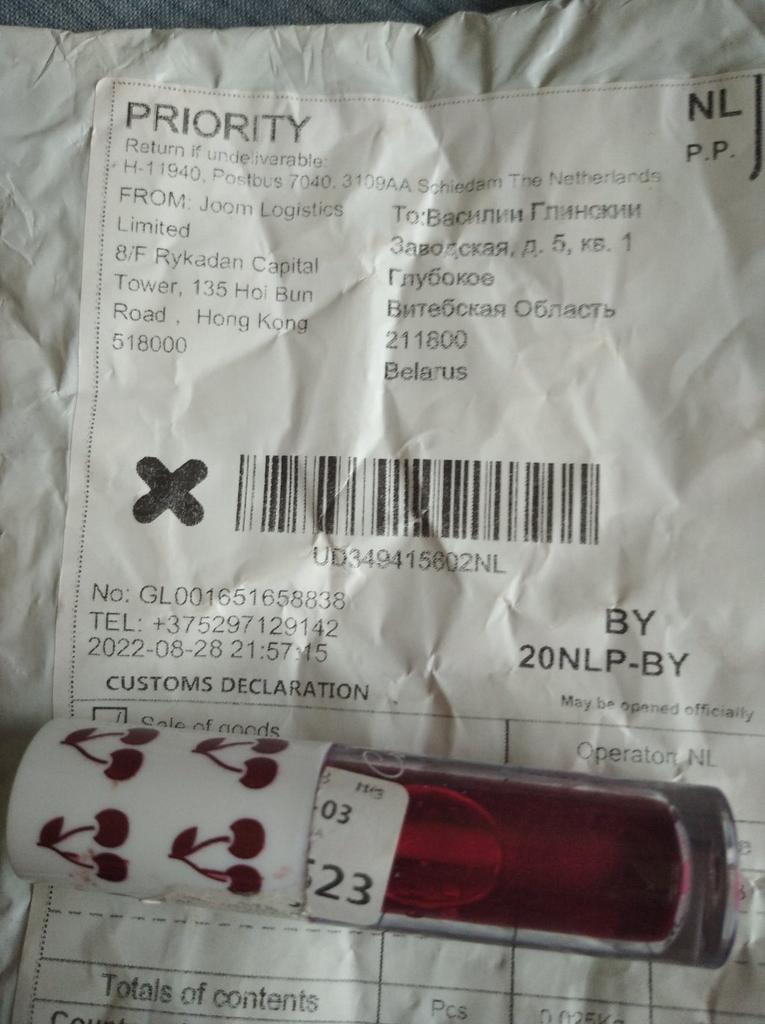 PRIORITY
NL
P.P.
Return if undeliverable:
H-11940, Postbus 7040, 3109AA Schiedam The Netherlands
FROM: Joom Logistics
Limited
8/F Rykadan Capital
Tower, 135 Hoi Bun
Road , Hong Kong
518000
To:Василии Глинскии
Заводская, д. 5, кв. 1
Глубокое
Витебская Область
211800
Belarus
UD349415602NL
No: GL001651658838
TEL: +375297129142
2022-08-28 21:57:15
BY
20NLP-BY
CUSTOMS DECLARATION
May be opened officially
Sale of goods
Operator: NL
-03
523
Totals of contents
Pcs
0.025Kg